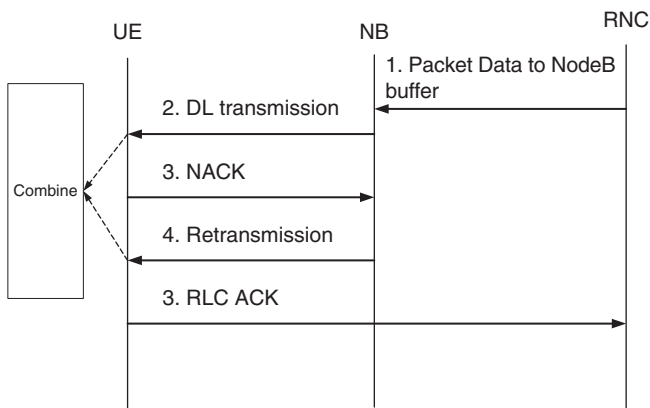 UE
NB
RNC
1. Packet Data to NodeB
buffer
2. DL transmission
3. NACK
Combine
4. Retransmission
3. RLC ACK